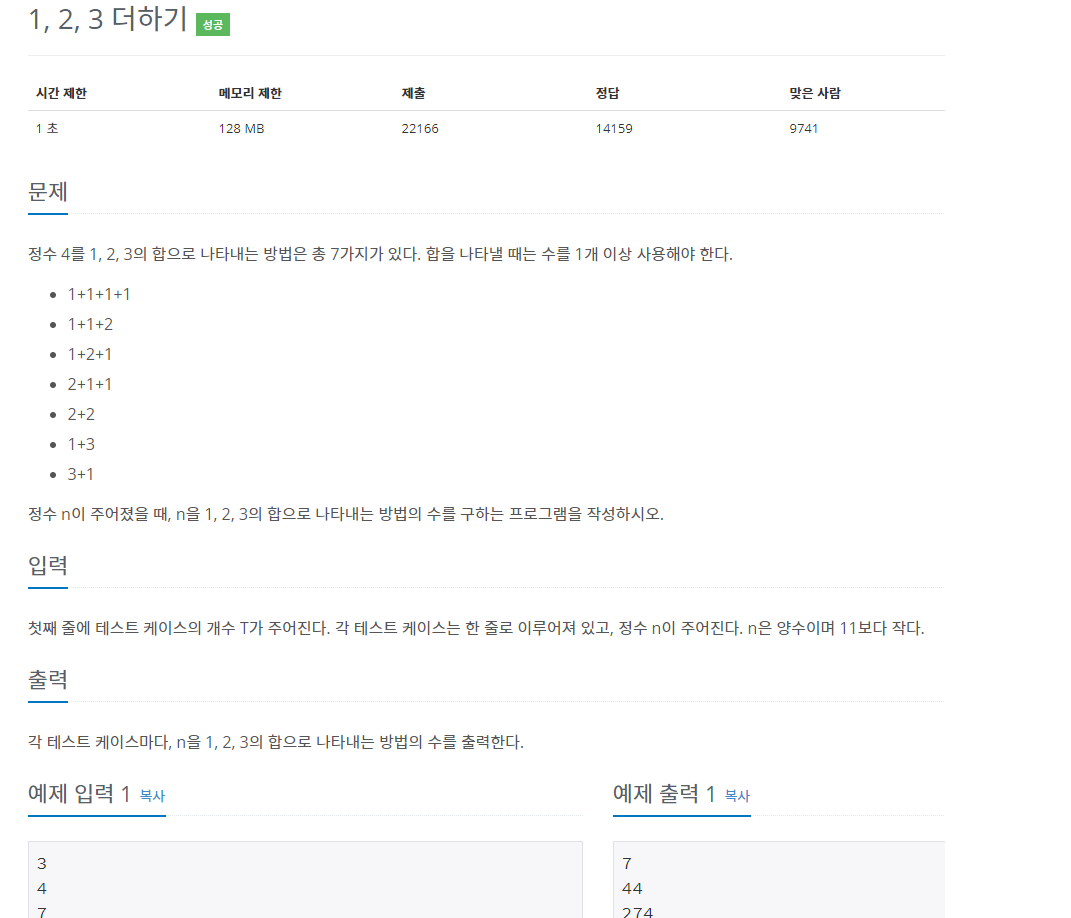 1, 2, 3 더하기 성공
시간 제한 메모리 제한 제출 정답 맞은 사람
1 초 128 MB 22166 14159 9741
문제
정수 4를 1, 2, 3의 합으로 나타내는 방법은 총 7가지가 있다. 합을 나타낼 때는 수를 1개 이상 사용해야 한다.
1+1+1+1
1+1+2
1+2+1
2+1+1
2+2
1+3
3+1
정수 n이 주어졌을 때, n을 1, 2, 3의 합으로 나타내는 방법의 수를 구하는 프로그램을 작성하시오.
입력
첫째 줄에 테스트 케이스의 개수 T가 주어진다. 각 테스트 케이스는 한 줄로 이루어져 있고, 정수 n이 주어진다. n은 양수이며 11보다 작다.
출력
각 테스트 케이스마다, n을 1, 2, 3의 합으로 나타내는 방법의 수를 출력한다.
예제 입력 1 복사
3
4
7
예제 출력 1 복사
7
44
274